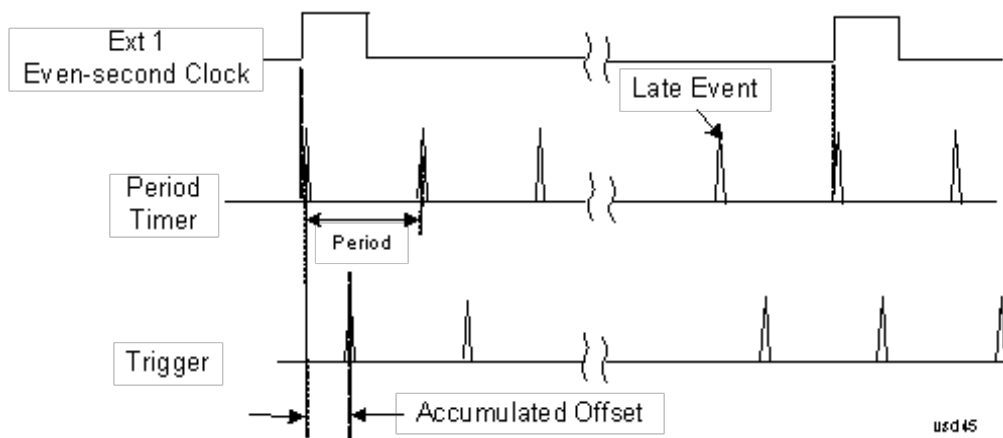 Ext 1
Even-second Clock
Late Event
Period
Timer
Period
Trigger
Accumulated Offset
usd45